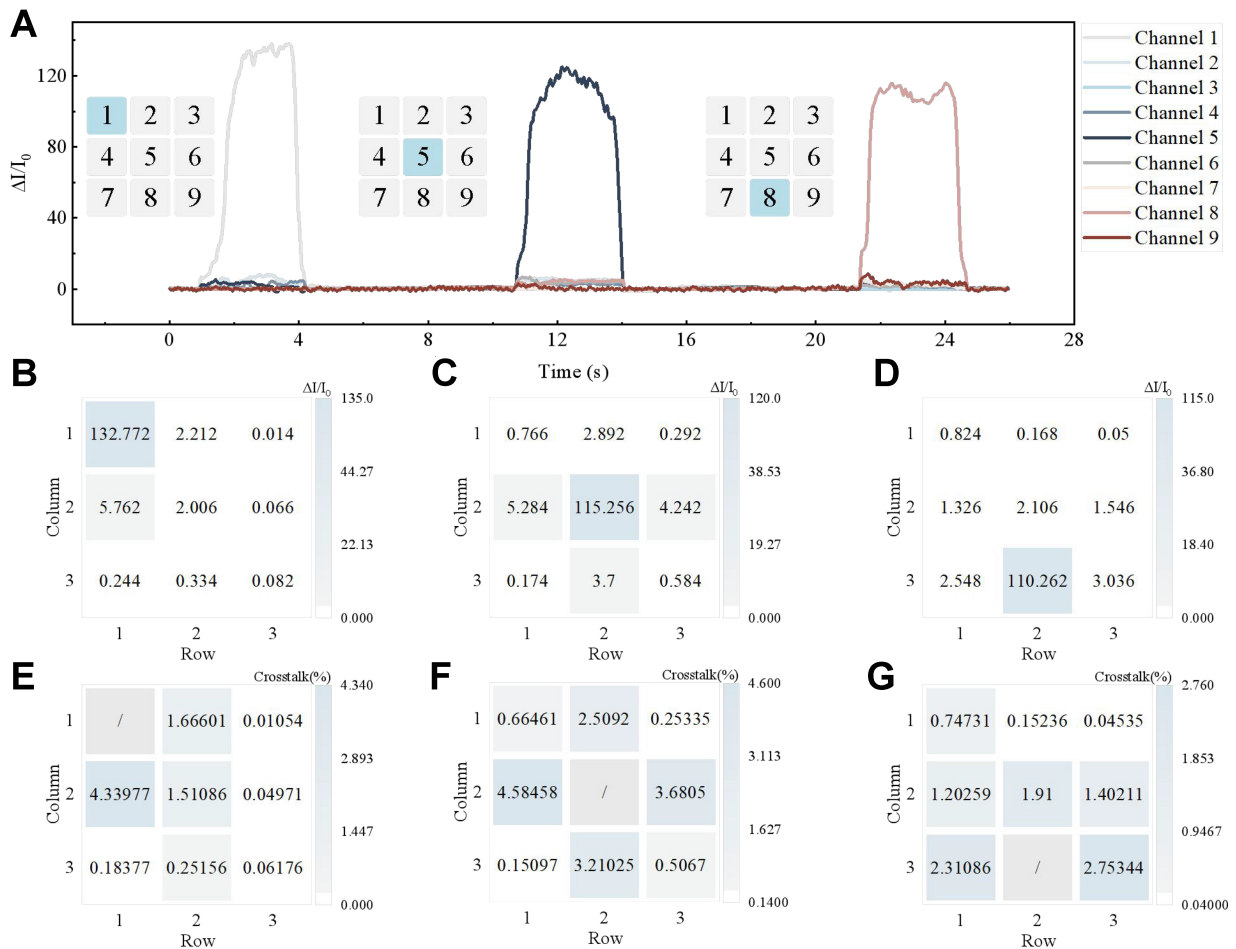 A
ΔI/I0
120
80
40
0
1 2 3
4 5 6
7 8 9
1 2 3
4 5 6
7 8 9
1 2 3
4 5 6
7 8 9
Channel 1
Channel 2
Channel 3
Channel 4
Channel 5
Channel 6
Channel 7
Channel 8
Channel 9
0 4 8 12 16 20 24 28
Time (s)
B
ΔI/I0
Column
1 132.772 2.212 0.014
2 5.762 2.006 0.066
3 0.244 0.334 0.082
1 2 3
Row
135.0
44.27
22.13
0.000
C
ΔI/I0
Column
1 0.766 2.892 0.292
2 5.284 115.256 4.242
3 0.174 3.7 0.584
1 2 3
Row
120.0
38.53
19.27
0.000
D
ΔI/I0
Column
1 0.824 0.168 0.05
2 1.326 2.106 1.546
3 2.548 110.262 3.036
1 2 3
Row
115.0
36.80
18.40
0.000
E
Crosstalk(%)
Column
1 / 1.66601 0.01054
2 4.33977 1.51086 0.04971
3 0.18377 0.25156 0.06176
1 2 3
Row
4.340
2.893
1.447
0.000
F
Crosstalk(%)
Column
1 0.66461 2.5092 0.25335
2 4.58458 / 3.6805
3 0.15097 3.21025 0.5067
1 2 3
Row
4.600
3.113
1.627
0.1400
G
Crosstalk(%)
Column
1 0.74731 0.15236 0.04535
2 1.20259 1.91 1.40211
3 2.31086 / 2.75344
1 2 3
Row
2.760
1.853
0.9467
0.04000